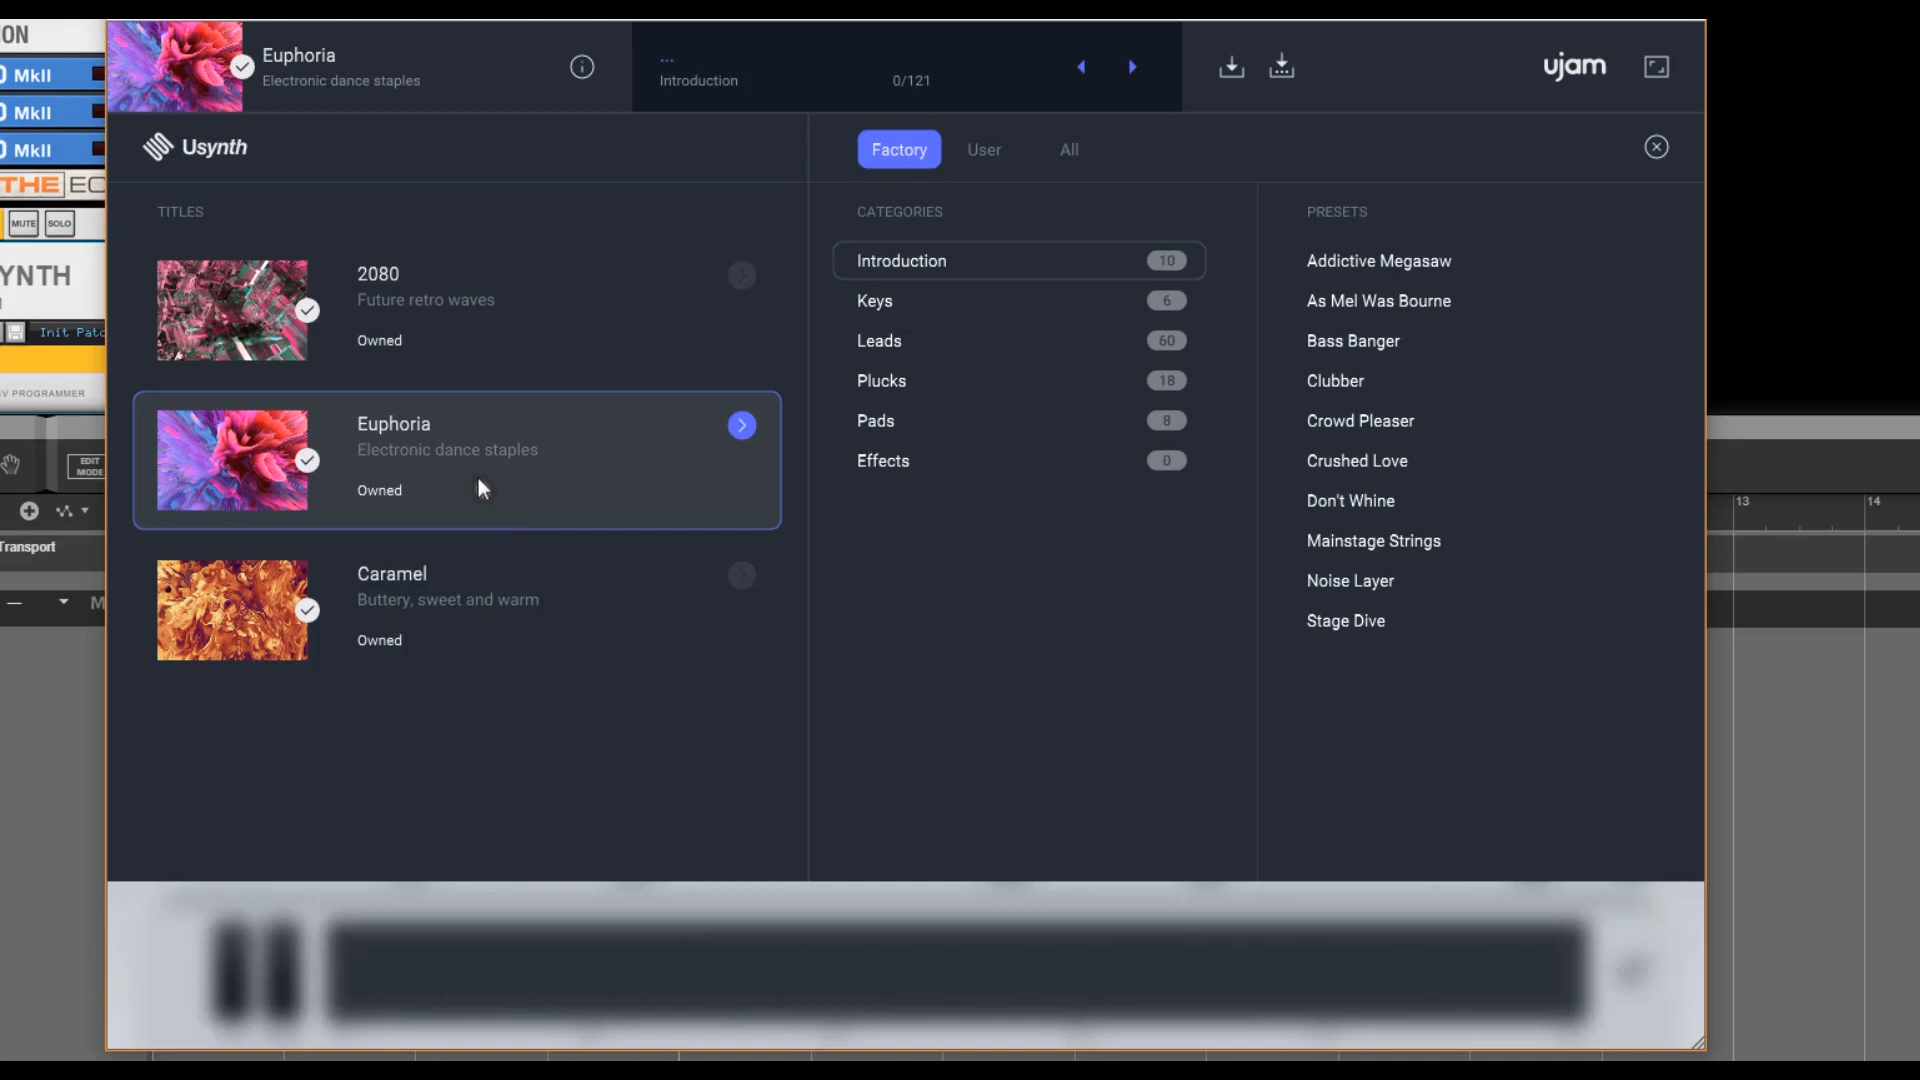 ION
Euphoria
Electronic dance staples
...
Introduction
0/121
ujam
MkII
MkII
MkII
THE
MUTE
SOLO
YNTH
Init Patc
V PROGRAMMER
EDIT
MODE
Transport
M
13
14
Usynth
Factory
User
All
TITLES
2080
Future retro waves
Owned
Euphoria
Electronic dance staples
Owned
Caramel
Buttery, sweet and warm
Owned
CATEGORIES
Introduction 10
Keys 6
Leads 60
Plucks 18
Pads 8
Effects 0
PRESETS
Addictive Megasaw
As Mel Was Bourne
Bass Banger
Clubber
Crowd Pleaser
Crushed Love
Don't Whine
Mainstage Strings
Noise Layer
Stage Dive